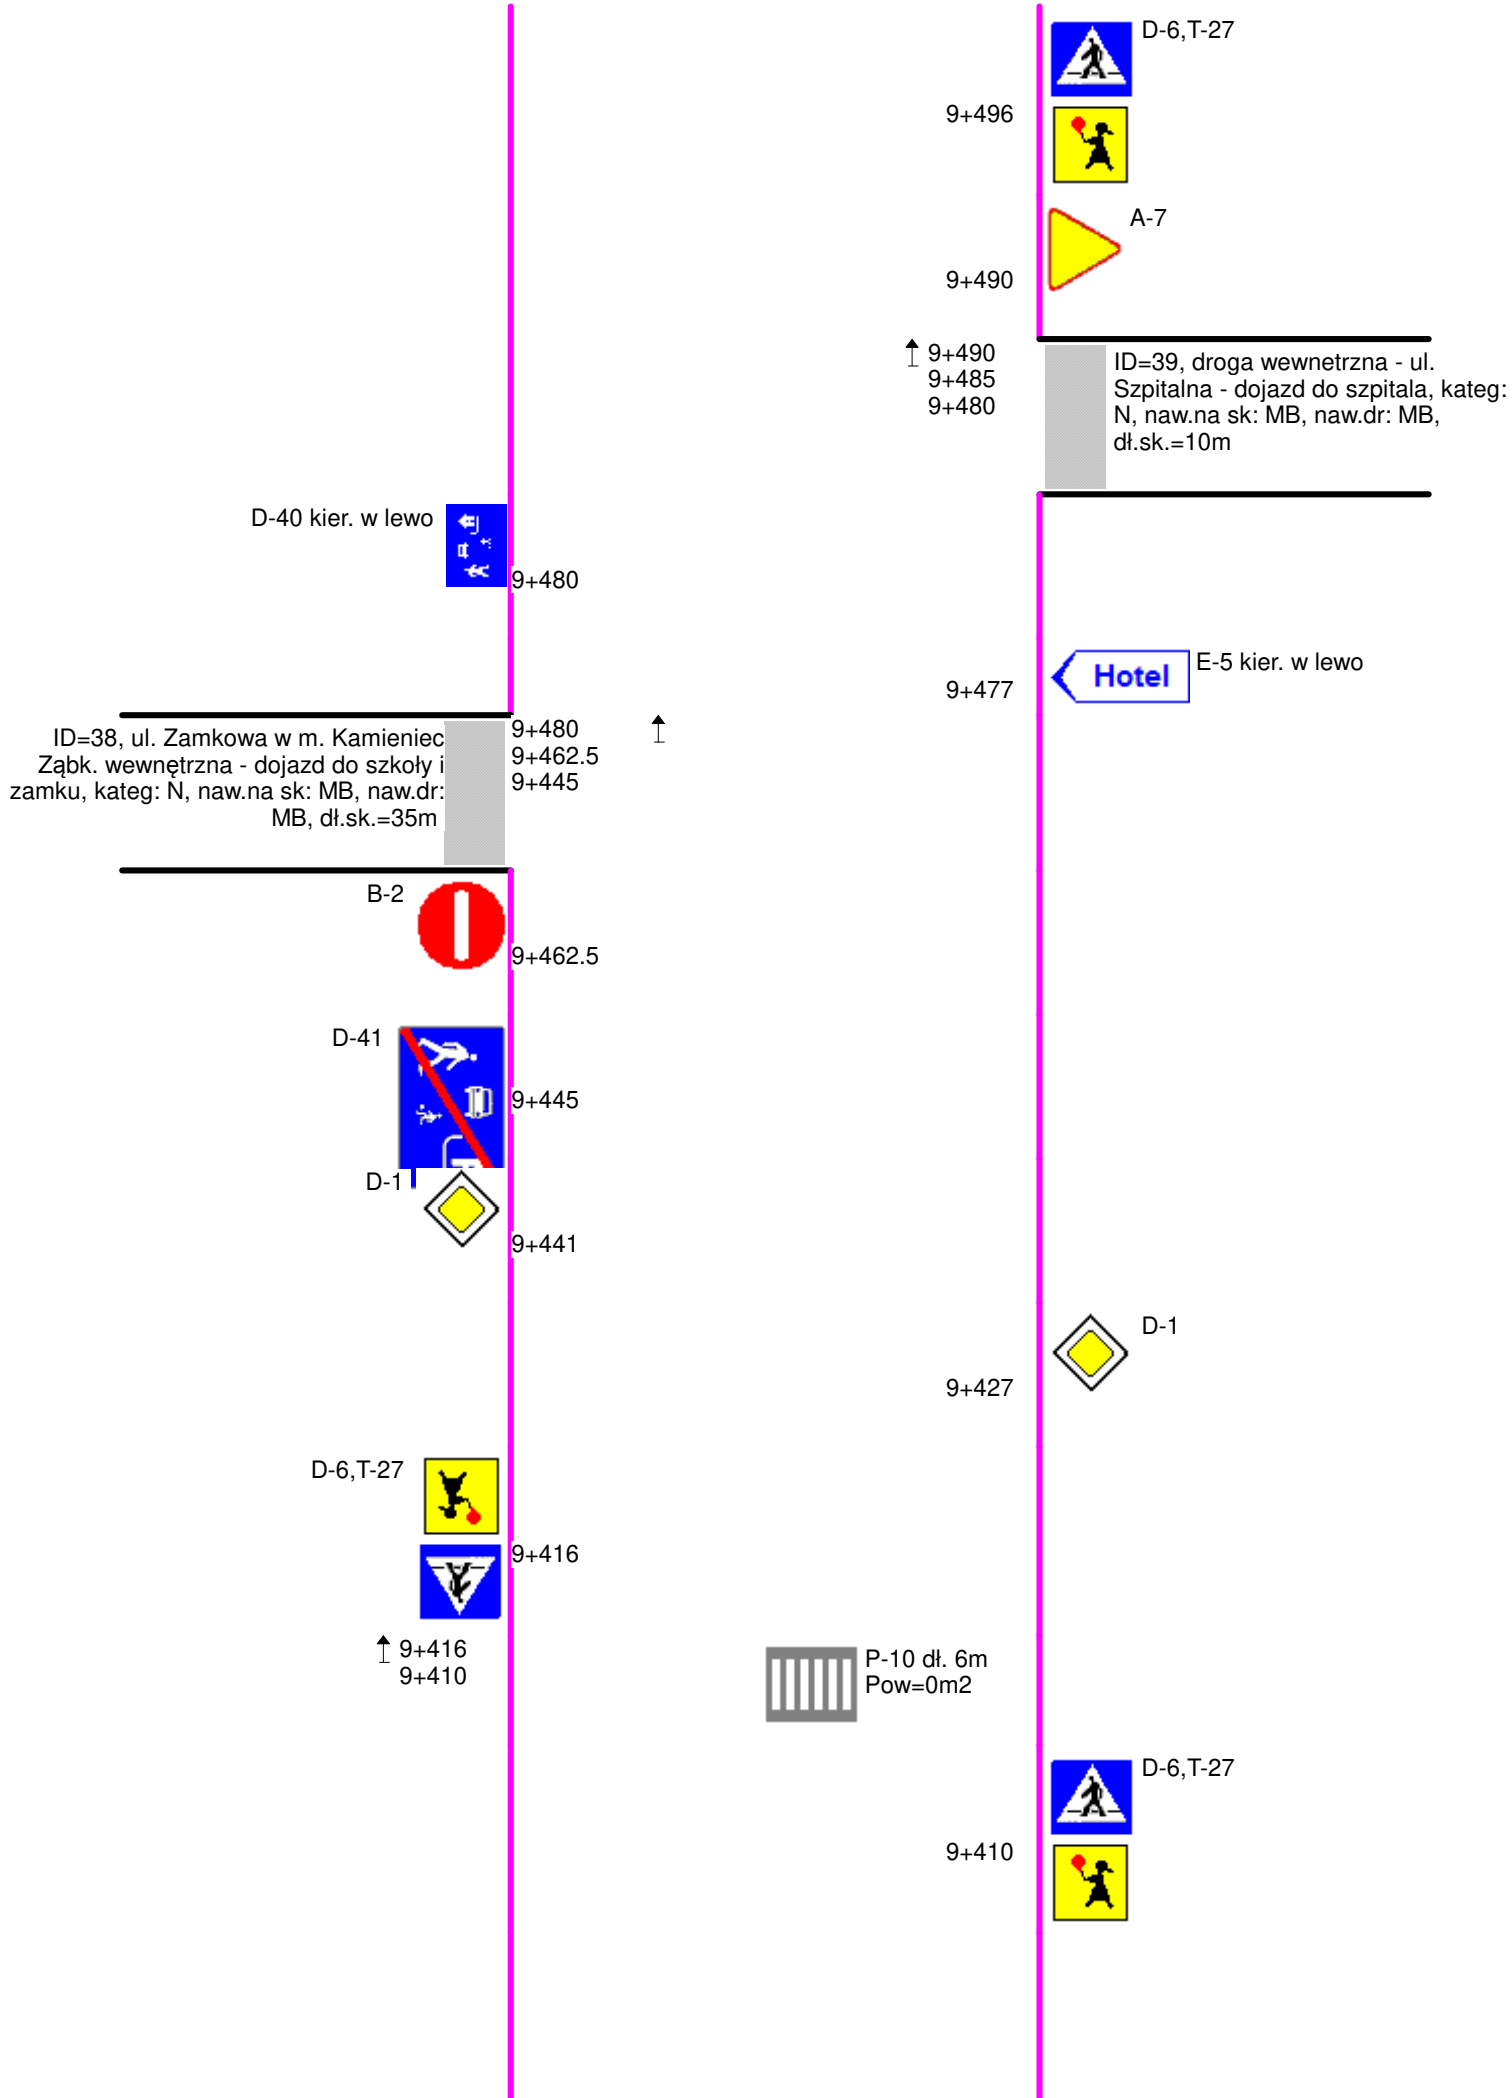 D-6,T-27
9+496
A-7
9+490
9+490
9+485
9+480
ID=39, droga wewnetrzna - ul.
Szpitalna - dojazd do szpitala, kateg:
N, naw.na sk: MB, naw.dr: MB,
dł.sk.=10m
D-40 kier. w lewo
9+480
Hotel
E-5 kier. w lewo
9+477
ID=38, ul. Zamkowa w m. Kamieniec
Ząbk. wewnętrzna - dojazd do szkoły i
zamku, kateg: N, naw.na sk: MB, naw.dr:
MB, dł.sk.=35m
9+480
9+462.5
9+445
B-2
9+462.5
D-41
9+445
D-1
9+441
D-1
9+427
D-6,T-27
9+416
9+416
9+410
P-10 dł. 6m
Pow=0m2
D-6,T-27
9+410